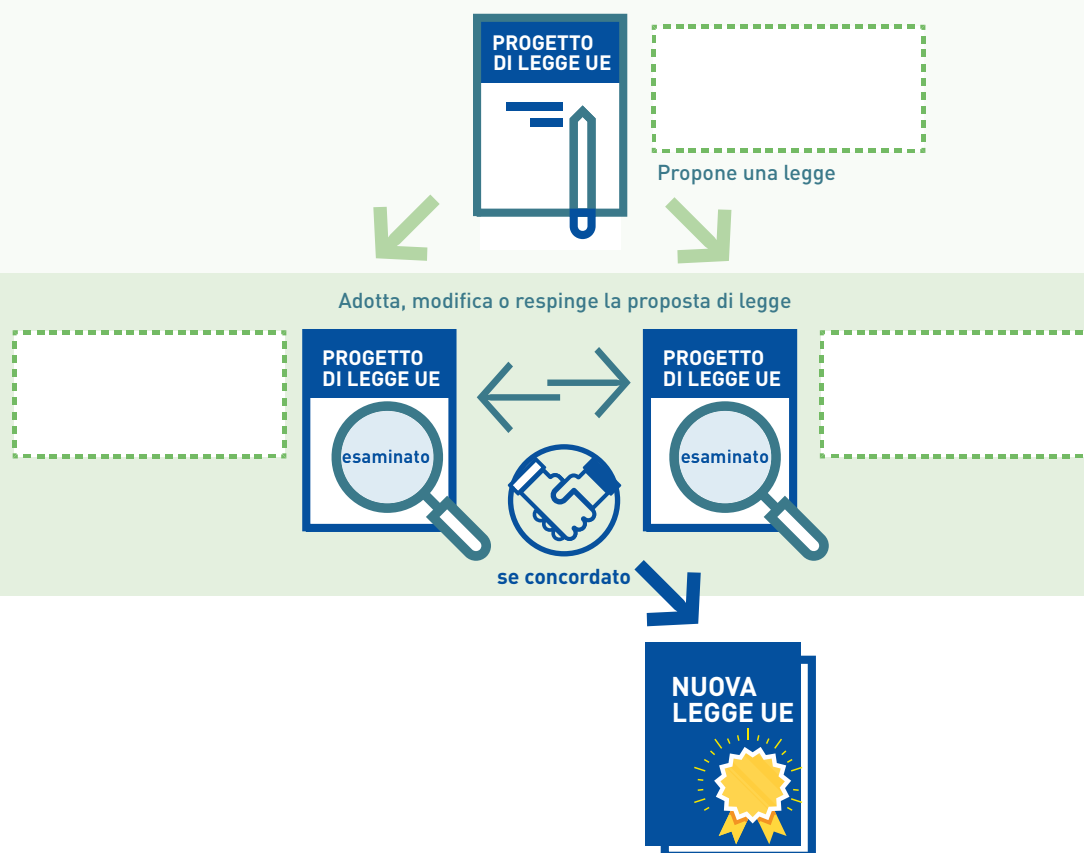 PROGETTO
DI LEGGE UE
Propone una legge
Adotta, modifica o respinge la proposta di legge
PROGETTO
DI LEGGE UE
esaminato
PROGETTO
DI LEGGE UE
esaminato
se concordato
NUOVA
LEGGE UE